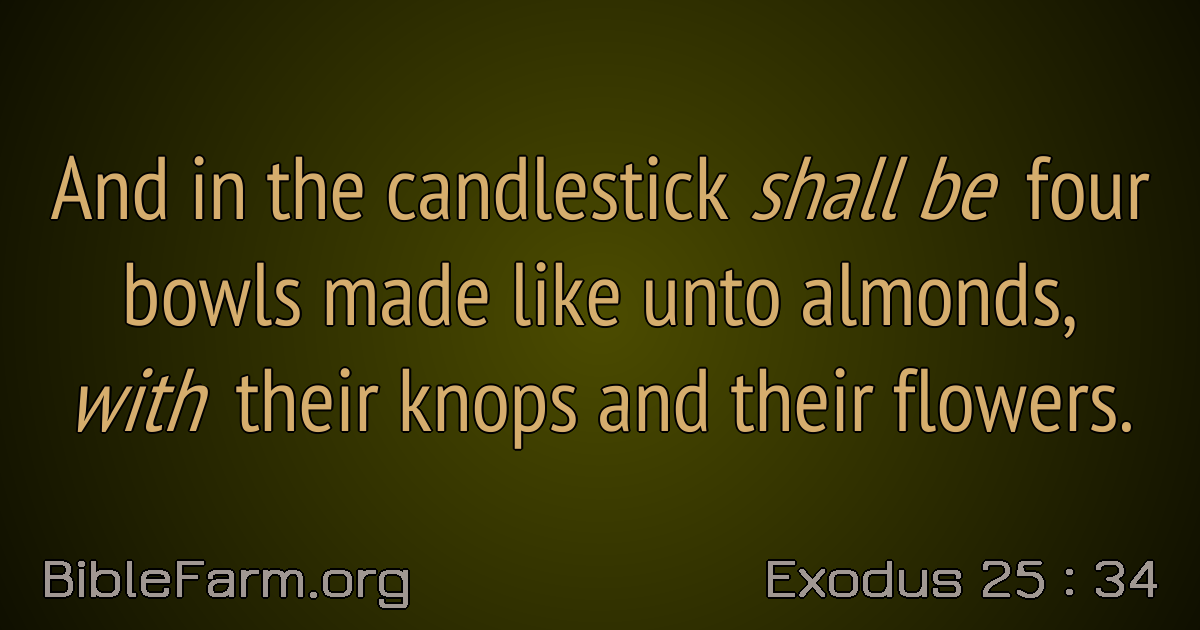 And in the candlestick shall be four
bowls made like unto almonds,
with their knops and their flowers.
BibleFarm.org
Exodus 25 : 34